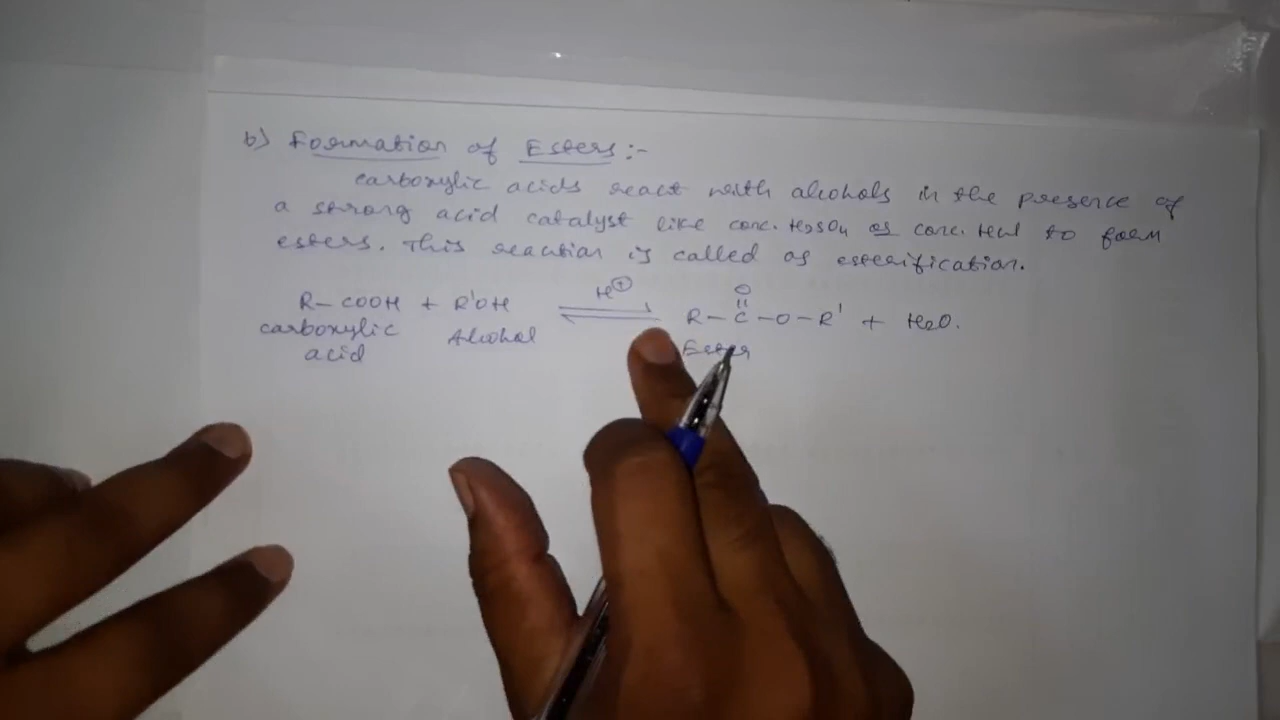 b) Formation of Esters :-
carboxylic acids react with alcohols in the presence of
a strong acid catalyst like conc. H2SO4 or conc. HCl to form
esters. This reaction is called as esterification.
H⊕
O
R-COOH + R'OH ⇌ R-C-O-R' + H2O.
carboxylic Alcohol Ester
acid